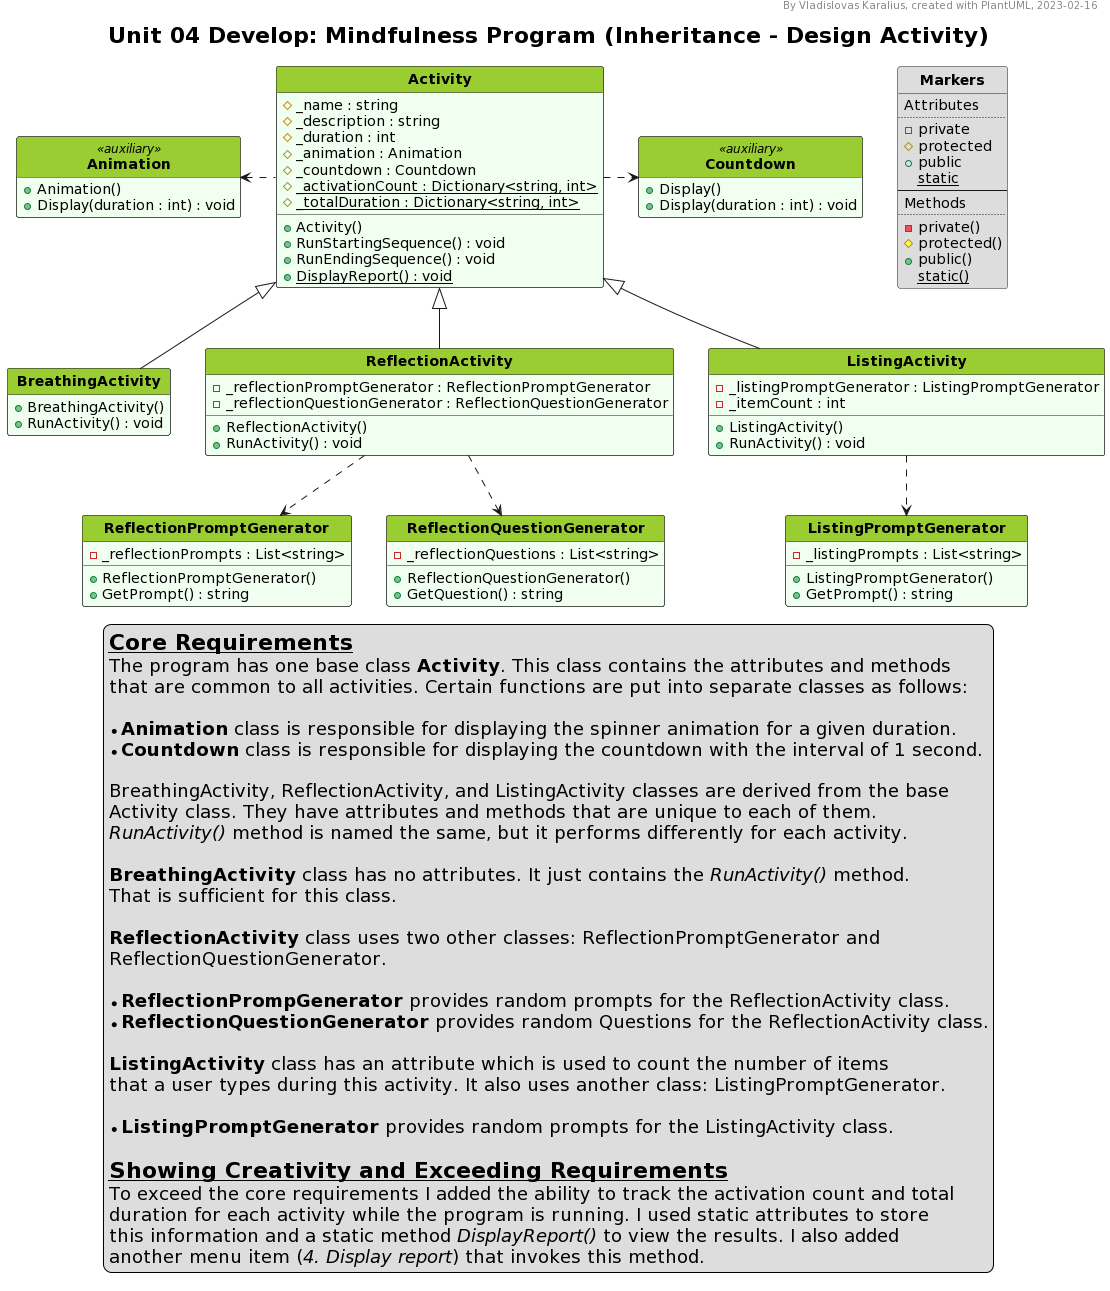 By Vladislovas Karalius, created with PlantUML, 2023-02-16
Unit 04 Develop: Mindfulness Program (Inheritance - Design Activity)
Activity
_name : string
_description : string
_duration : int
_animation : Animation
_countdown : Countdown
_activationCount : Dictionary<string, int>
_totalDuration : Dictionary<string, int>
Activity()
RunStartingSequence() : void
RunEndingSequence() : void
DisplayReport() : void
«auxiliary»
Animation
Animation()
Display(duration : int) : void
«auxiliary»
Countdown
Display()
Display(duration : int) : void
Markers
Attributes
private
protected
public
static
Methods
private()
protected()
public()
static()
BreathingActivity
BreathingActivity()
RunActivity() : void
ReflectionActivity
_reflectionPromptGenerator : ReflectionPromptGenerator
_reflectionQuestionGenerator : ReflectionQuestionGenerator
ReflectionActivity()
RunActivity() : void
ListingActivity
_listingPromptGenerator : ListingPromptGenerator
_itemCount : int
ListingActivity()
RunActivity() : void
ReflectionPromptGenerator
_reflectionPrompts : List<string>
ReflectionPromptGenerator()
GetPrompt() : string
ReflectionQuestionGenerator
_reflectionQuestions : List<string>
ReflectionQuestionGenerator()
GetQuestion() : string
ListingPromptGenerator
_listingPrompts : List<string>
ListingPromptGenerator()
GetPrompt() : string
Core Requirements
The program has one base class Activity. This class contains the attributes and methods
that are common to all activities. Certain functions are put into separate classes as follows:
• Animation class is responsible for displaying the spinner animation for a given duration.
• Countdown class is responsible for displaying the countdown with the interval of 1 second.
BreathingActivity, ReflectionActivity, and ListingActivity classes are derived from the base
Activity class. They have attributes and methods that are unique to each of them.
RunActivity() method is named the same, but it performs differently for each activity.
BreathingActivity class has no attributes. It just contains the RunActivity() method.
That is sufficient for this class.
ReflectionActivity class uses two other classes: ReflectionPromptGenerator and
ReflectionQuestionGenerator.
• ReflectionPrompGenerator provides random prompts for the ReflectionActivity class.
• ReflectionQuestionGenerator provides random Questions for the ReflectionActivity class.
ListingActivity class has an attribute which is used to count the number of items
that a user types during this activity. It also uses another class: ListingPromptGenerator.
• ListingPromptGenerator provides random prompts for the ListingActivity class.
Showing Creativity and Exceeding Requirements
To exceed the core requirements I added the ability to track the activation count and total
duration for each activity while the program is running. I used static attributes to store
this information and a static method DisplayReport() to view the results. I also added
another menu item (4. Display report) that invokes this method.